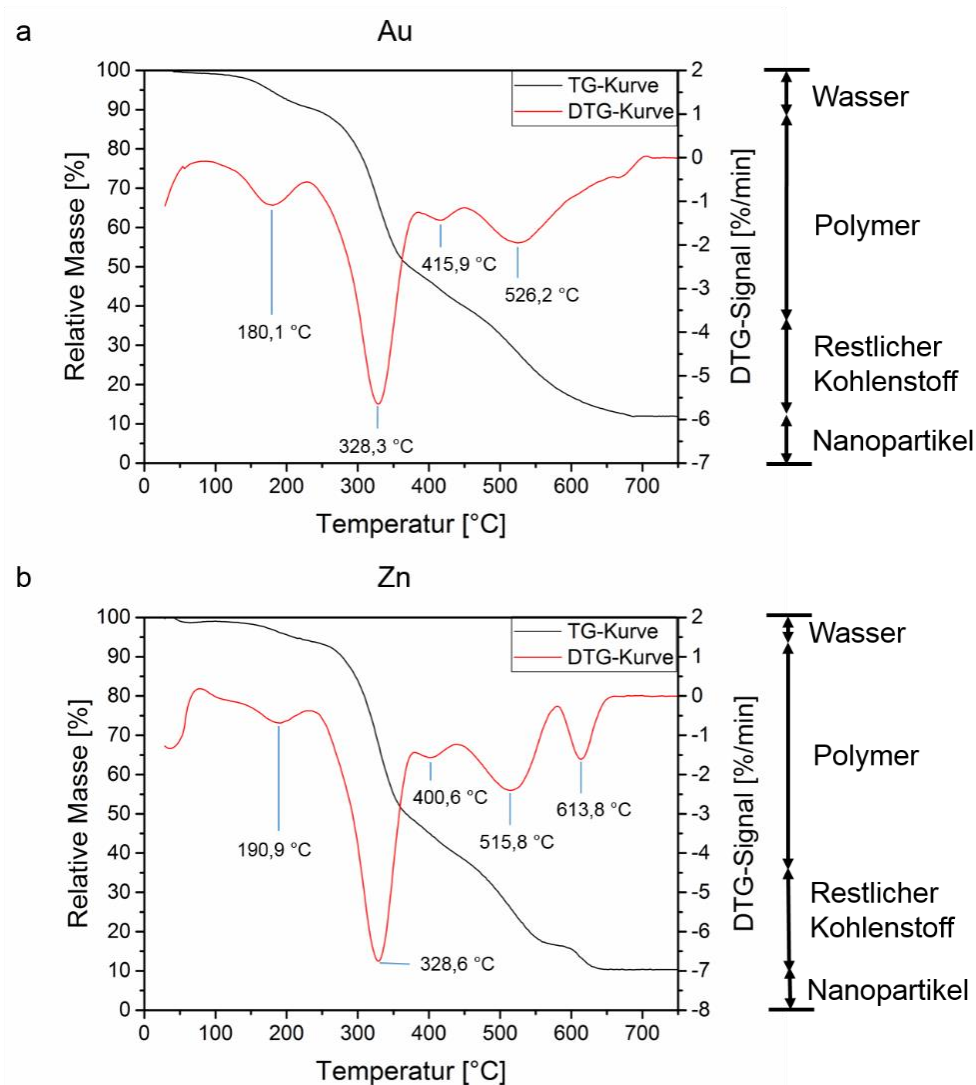 a
Au
100
90
80
70
60
50
40
30
20
10
0
Relative Masse [%]
0 100 200 300 400 500 600 700
Temperatur [°C]
TG-Kurve
DTG-Kurve
180,1 °C
328,3 °C
415,9 °C
526,2 °C
2
1
0
-1
-2
-3
-4
-5
-6
-7
DTG-Signal [%/min]
Wasser
Polymer
Restlicher
Kohlenstoff
Nanopartikel
b
Zn
100
90
80
70
60
50
40
30
20
10
0
Relative Masse [%]
0 100 200 300 400 500 600 700
Temperatur [°C]
TG-Kurve
DTG-Kurve
190,9 °C
328,6 °C
400,6 °C
515,8 °C
613,8 °C
2
1
0
-1
-2
-3
-4
-5
-6
-7
-8
DTG-Signal [%/min]
Wasser
Polymer
Restlicher
Kohlenstoff
Nanopartikel